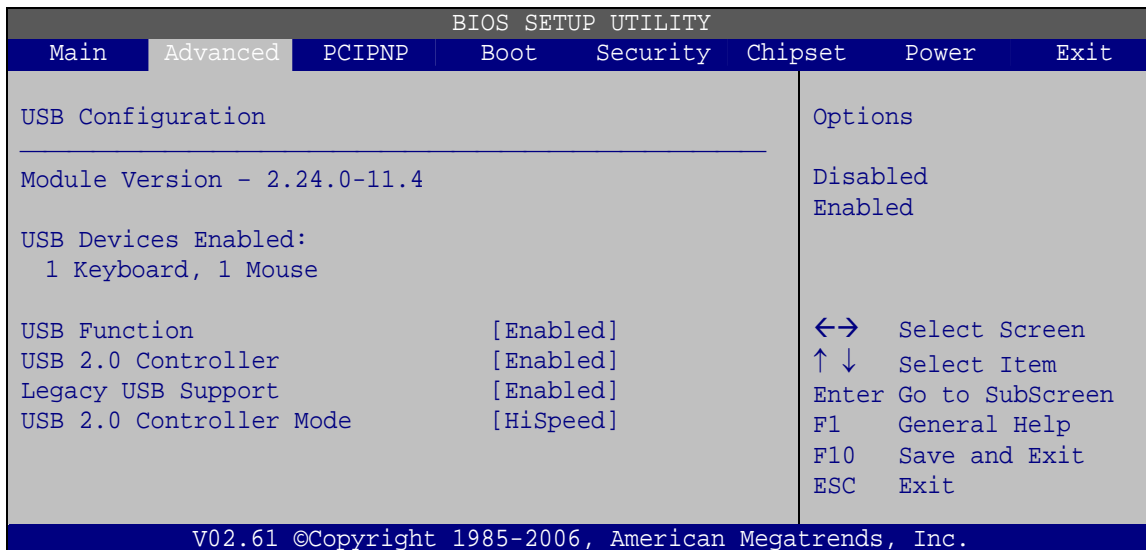 BIOS SETUP UTILITY
Main Advanced PCIPNP Boot Security Chipset Power Exit
USB Configuration
Module Version – 2.24.0-11.4
USB Devices Enabled:
1 Keyboard, 1 Mouse
USB Function [Enabled]
USB 2.0 Controller [Enabled]
Legacy USB Support [Enabled]
USB 2.0 Controller Mode [HiSpeed]
Options
Disabled
Enabled
←→ Select Screen
↑ ↓ Select Item
Enter Go to SubScreen
F1 General Help
F10 Save and Exit
ESC Exit
V02.61 ©Copyright 1985-2006, American Megatrends, Inc.